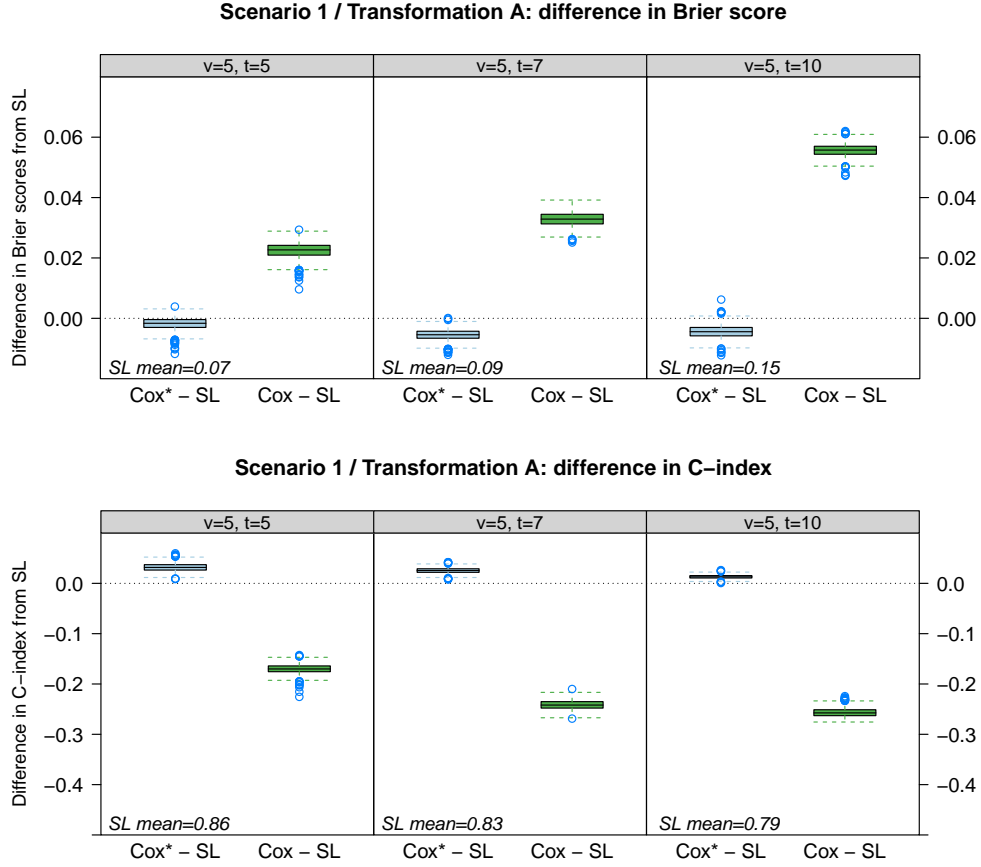 Scenario 1 / Transformation A: difference in Brier score
v=5, t=5 v=5, t=7 v=5, t=10
Difference in Brier scores from SL
0.06 0.06
0.04 0.04
0.02 0.02
0.00 0.00
SL mean=0.07 SL mean=0.09 SL mean=0.15
Cox* − SL Cox − SL Cox* − SL Cox − SL Cox* − SL Cox − SL
Scenario 1 / Transformation A: difference in C−index
v=5, t=5 v=5, t=7 v=5, t=10
Difference in C−index from SL
0.0 0.0
−0.1 −0.1
−0.2 −0.2
−0.3 −0.3
−0.4 −0.4
SL mean=0.86 SL mean=0.83 SL mean=0.79
Cox* − SL Cox − SL Cox* − SL Cox − SL Cox* − SL Cox − SL